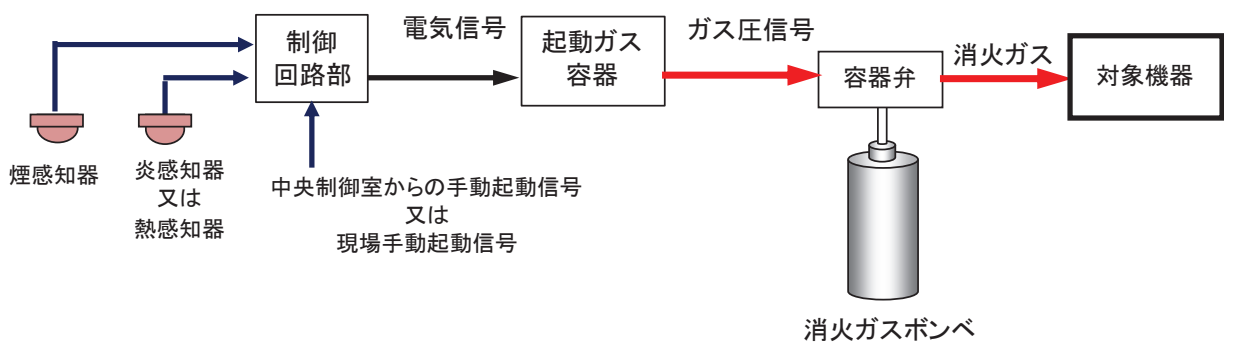 煙感知器
炎感知器
又は
熱感知器
制御
回路部
中央制御室からの手動起動信号
又は
現場手動起動信号
電気信号
起動ガス
容器
ガス圧信号
容器弁
消火ガスボンベ
消火ガス
対象機器